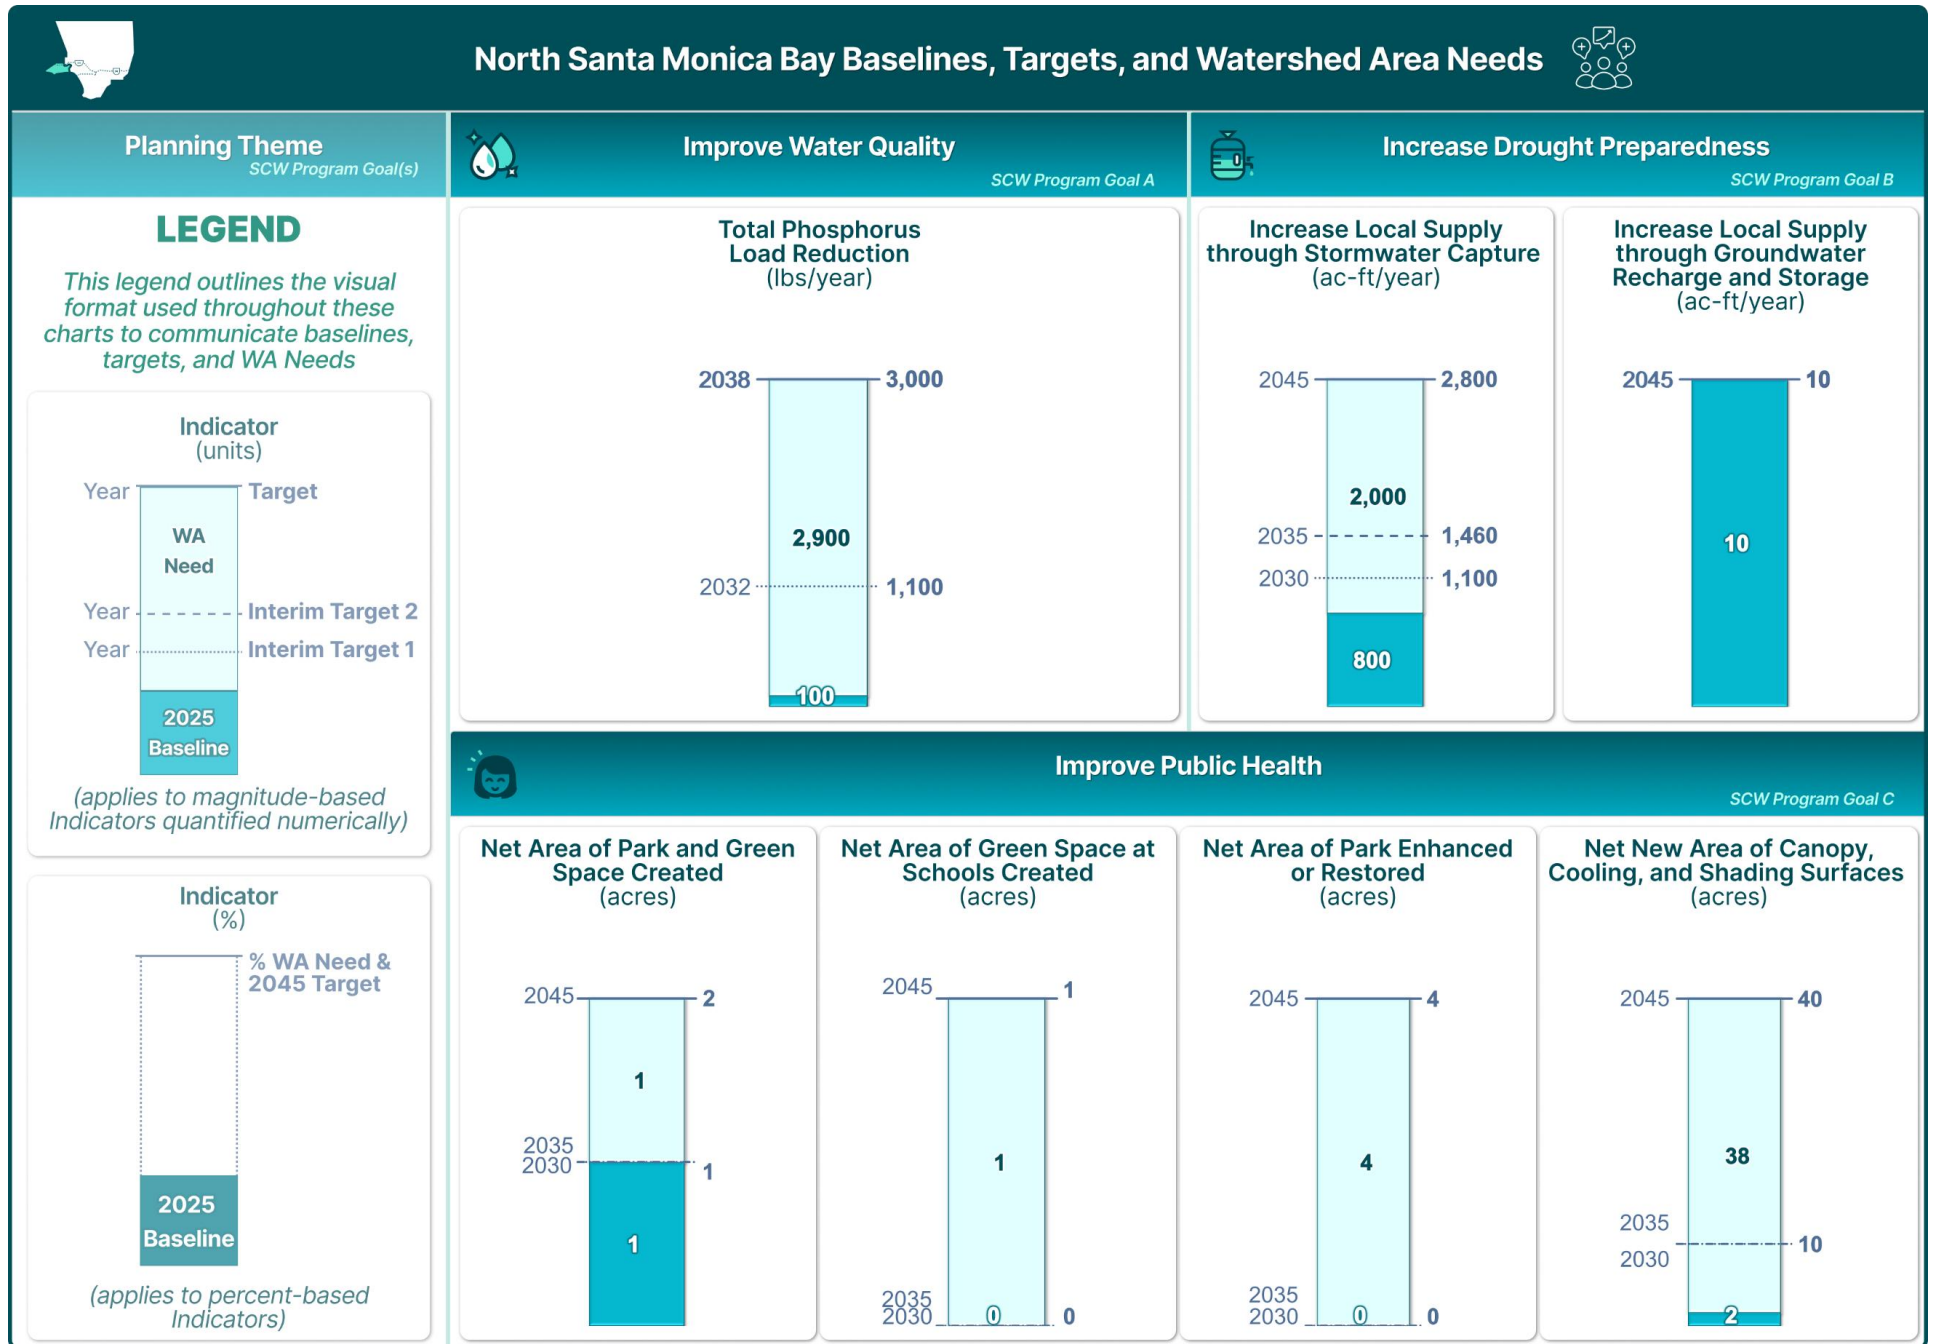 North Santa Monica Bay Baselines, Targets, and Watershed Area Needs
Planning Theme
SCW Program Goal(s)
LEGEND
This legend outlines the visual
format used throughout these
charts to communicate baselines,
targets, and WA Needs
Indicator
(units)
Year
Target
WA
Need
Year
Interim Target 2
Year
Interim Target 1
2025
Baseline
(applies to magnitude-based
Indicators quantified numerically)
Indicator
(%)
% WA Need &
2045 Target
2025
Baseline
(applies to percent-based
Indicators)
Improve Water Quality
SCW Program Goal A
Total Phosphorus
Load Reduction
(lbs/year)
2038
3,000
2,900
2032
1,100
100
Increase Drought Preparedness
SCW Program Goal B
Increase Local Supply
through Stormwater Capture
(ac-ft/year)
2045
2,800
2,000
2035
1,460
2030
1,100
800
Increase Local Supply
through Groundwater
Recharge and Storage
(ac-ft/year)
2045
10
10
Improve Public Health
SCW Program Goal C
Net Area of Park and Green
Space Created
(acres)
2045
2
1
2035
2030
1
1
Net Area of Green Space at
Schools Created
(acres)
2045
1
1
2035
2030
0
0
Net Area of Park Enhanced
or Restored
(acres)
2045
4
4
2035
2030
0
0
Net New Area of Canopy,
Cooling, and Shading Surfaces
(acres)
2045
40
38
2035
2030
10
2